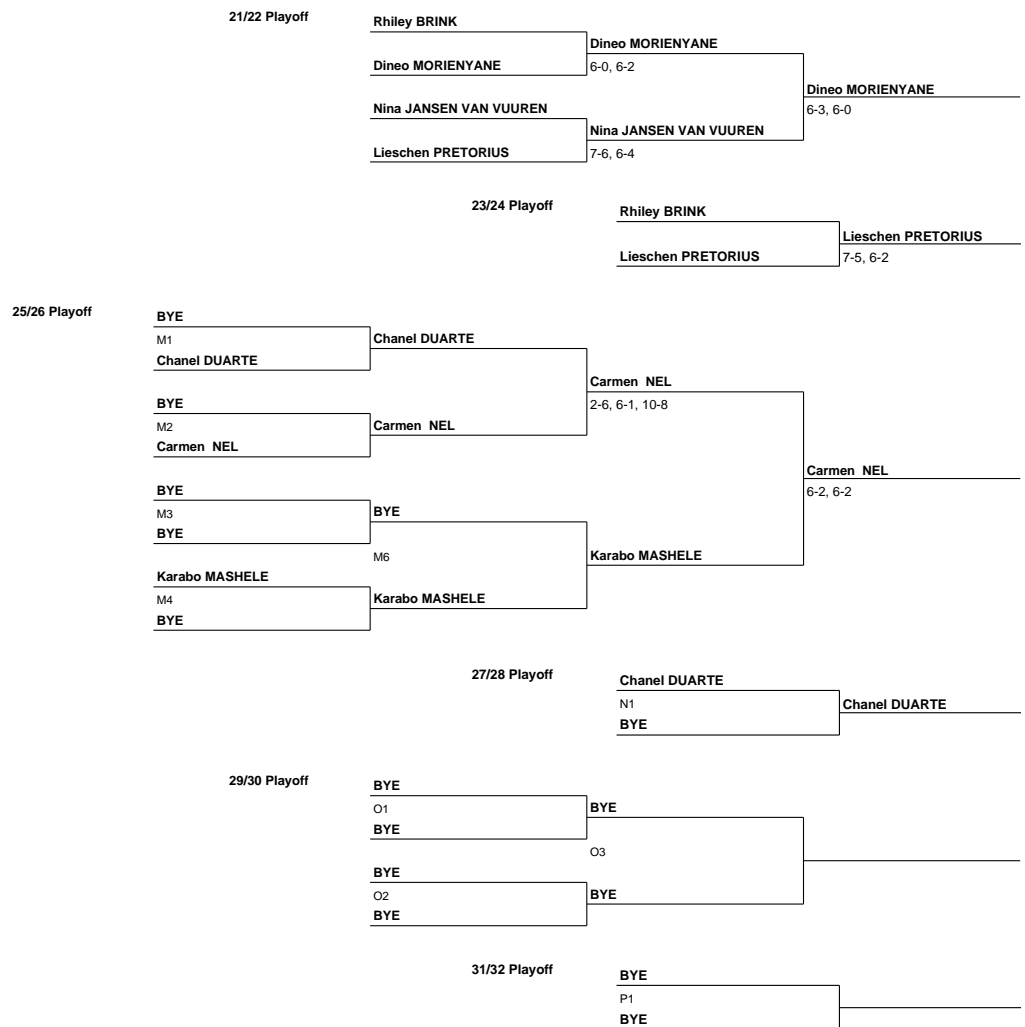 21/22 Playoff
Rhiley BRINK
Dineo MORIENYANE
Dineo MORIENYANE
6-0, 6-2
Dineo MORIENYANE
6-3, 6-0
Nina JANSEN VAN VUUREN
Nina JANSEN VAN VUUREN
Lieschen PRETORIUS
7-6, 6-4
23/24 Playoff
Rhiley BRINK
Lieschen PRETORIUS
Lieschen PRETORIUS
7-5, 6-2
25/26 Playoff
BYE
M1
Chanel DUARTE
Chanel DUARTE
Carmen  NEL
2-6, 6-1, 10-8
BYE
M2
Carmen  NEL
Carmen  NEL
Carmen  NEL
6-2, 6-2
BYE
M3
BYE
BYE
M6
Karabo MASHELE
Karabo MASHELE
M4
Karabo MASHELE
BYE
27/28 Playoff
Chanel DUARTE
N1
Chanel DUARTE
BYE
29/30 Playoff
BYE
O1
BYE
BYE
O3
BYE
O2
BYE
BYE
31/32 Playoff
BYE
P1
BYE